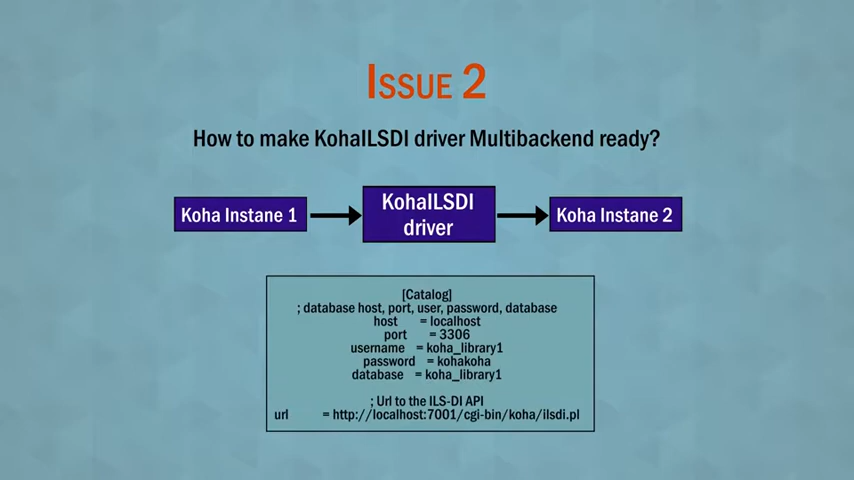 Issue 2
How to make KohaILSDI driver Multibackend ready?
Koha Instane 1
KohaILSDI
driver
Koha Instane 2
[Catalog]
; database host, port, user, password, database
host = localhost
port = 3306
username = koha_library1
password = kohakoha
database = koha_library1
; Url to the ILS-DI API
url = http://localhost:7001/cgi-bin/koha/ilsdi.pl